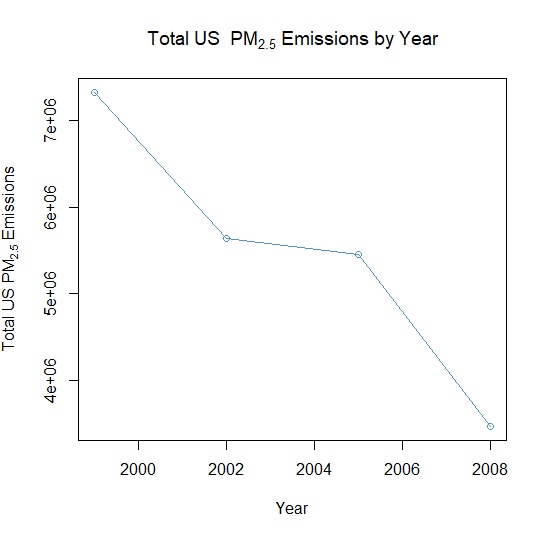 Total US PM2.5 Emissions by Year
Total US PM2.5 Emissions
7e+06
6e+06
5e+06
4e+06
2000 2002 2004 2006 2008
Year